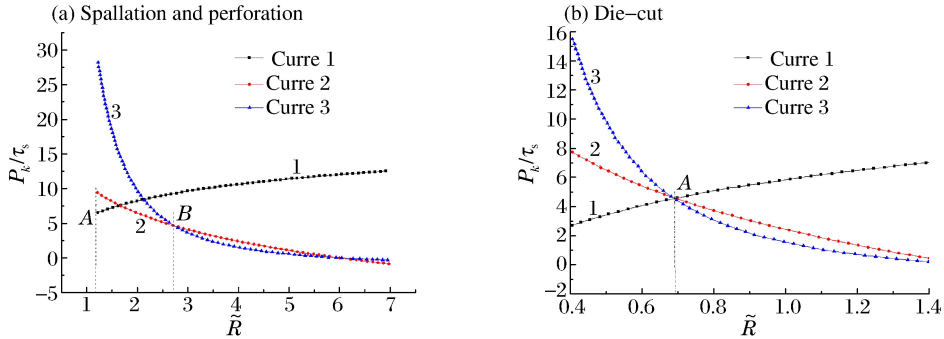 (a) Spallation and perforation
30
25
20
15
10
5
0
−5
1 2 3 4 5 6 7
P_k/τ_s
R̃
Curre 1
Curre 2
Curre 3
3
1
A
2
B
(b) Die−cut
16
14
12
10
8
6
4
2
0
−2
0.4 0.6 0.8 1.0 1.2 1.4
P_k/τ_s
R̃
Curre 1
Curre 2
Curre 3
3
2
A
1